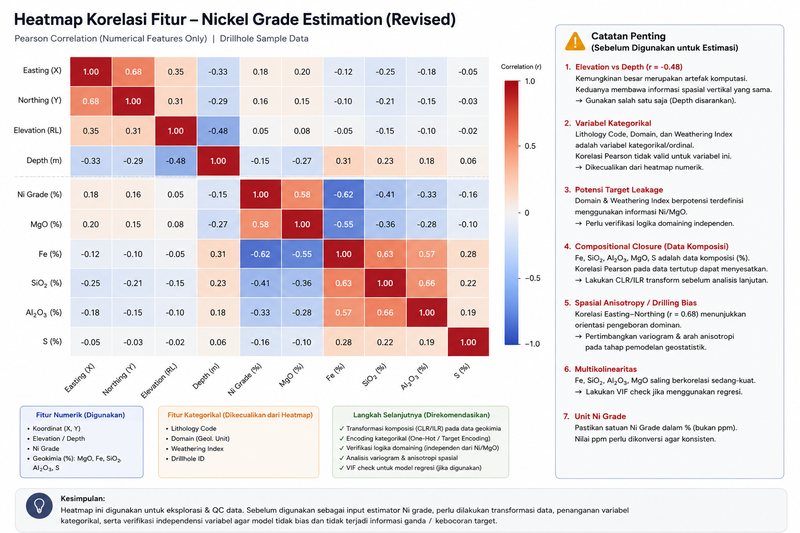 Heatmap Korelasi Fitur – Nickel Grade Estimation (Revised)
Pearson Correlation (Numerical Features Only) | Drillhole Sample Data
Correlation (r)
1.0
0.5
0
−0.5
−1.0
Easting (X) 1.00 0.68 0.35 -0.33 0.18 0.20 -0.12 -0.25 -0.18 -0.05
Northing (Y) 0.68 1.00 0.31 -0.29 0.16 0.15 -0.10 -0.21 -0.15 -0.03
Elevation (RL) 0.35 0.31 1.00 -0.48 0.05 0.08 -0.05 -0.15 -0.10 -0.02
Depth (m) -0.33 -0.29 -0.48 1.00 -0.15 -0.27 0.31 0.23 0.18 0.06
Ni Grade (%) 0.18 0.16 0.05 -0.15 1.00 0.58 -0.62 -0.41 -0.33 -0.16
MgO (%) 0.20 0.15 0.08 -0.27 0.58 1.00 -0.55 -0.36 -0.28 -0.10
Fe (%) -0.12 -0.10 -0.05 0.31 -0.62 -0.55 1.00 0.63 0.57 0.28
SiO₂ (%) -0.25 -0.21 -0.15 0.23 -0.41 -0.36 0.63 1.00 0.66 0.22
Al₂O₃ (%) -0.18 -0.15 -0.10 0.18 -0.33 -0.28 0.57 0.66 1.00 0.19
S (%) -0.05 -0.03 -0.02 0.06 -0.16 -0.10 0.28 0.22 0.19 1.00
Easting (X) Northing (Y) Elevation (RL) Depth (m) Ni Grade (%) MgO (%) Fe (%) SiO₂ (%) Al₂O₃ (%) S (%)
Catatan Penting
(Sebelum Digunakan untuk Estimasi)
1. Elevation vs Depth (r = -0.48)
Kemungkinan besar merupakan artefak komputasi.
Keduanya membawa informasi spasial vertikal yang sama.
→ Gunakan salah satu saja (Depth disarankan).
2. Variabel Kategorikal
Lithology Code, Domain, dan Weathering Index
adalah variabel kategorikal/ordinal.
Korelasi Pearson tidak valid untuk variabel ini.
→ Dikecualikan dari heatmap numerik.
3. Potensi Target Leakage
Domain & Weathering Index berpotensi terdefinisi
menggunakan informasi Ni/MgO.
→ Perlu verifikasi logika domaining independen.
4. Compositional Closure (Data Komposisi)
Fe, SiO₂, Al₂O₃, MgO, S adalah data komposisi (%).
Korelasi Pearson pada data tertutup dapat menyesatkan.
→ Lakukan CLR/ILR transform sebelum analisis lanjutan.
5. Spasial Anisotropy / Drilling Bias
Korelasi Easting–Northing (r = 0.68) menunjukkan
orientasi pengeboran dominan.
→ Pertimbangkan variogram & arah anisotropi
pada tahap pemodelan geostatistik.
6. Multikolinearitas
Fe, SiO₂, Al₂O₃, MgO saling berkorelasi sedang-kuat.
→ Lakukan VIF check jika menggunakan regresi.
7. Unit Ni Grade
Pastikan satuan Ni Grade dalam % (bukan ppm).
Nilai ppm perlu dikonversi agar konsisten.
Fitur Numerik (Digunakan)
• Koordinat (X, Y)
• Elevation / Depth
• Ni Grade
• Geokimia (%): MgO, Fe, SiO₂,
Al₂O₃, S
Fitur Kategorikal (Dikecualikan dari Heatmap)
• Lithology Code
• Domain (Geol. Unit)
• Weathering Index
• Drillhole ID
Langkah Selanjutnya (Direkomendasikan)
✓ Transformasi komposisi (CLR/ILR) pada data geokimia
✓ Encoding kategorikal (One-Hot / Target Encoding)
✓ Verifikasi logika domaining (independen dari Ni/MgO)
✓ Analisis variogram & anisotropi spasial
✓ VIF check untuk model regresi (jika digunakan)
Kesimpulan:
Heatmap ini digunakan untuk eksplorasi & QC data. Sebelum digunakan sebagai input estimator Ni grade, perlu dilakukan transformasi data, penanganan variabel
kategorikal, serta verifikasi independensi variabel agar model tidak bias dan tidak terjadi informasi ganda / kebocoran target.